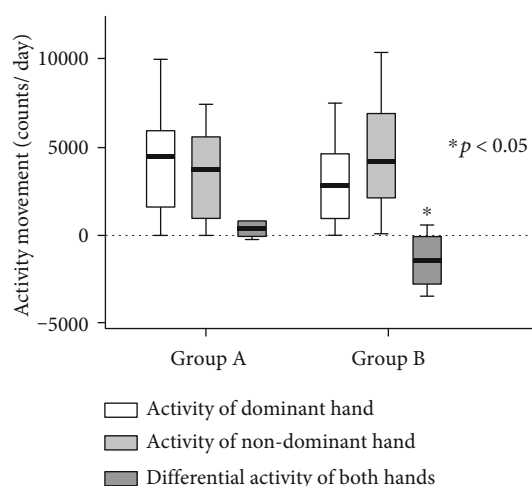 Activity movement (counts/ day)
10000
5000
0
−5000
*
*p < 0.05
Group A
Group B
Activity of dominant hand
Activity of non-dominant hand
Differential activity of both hands